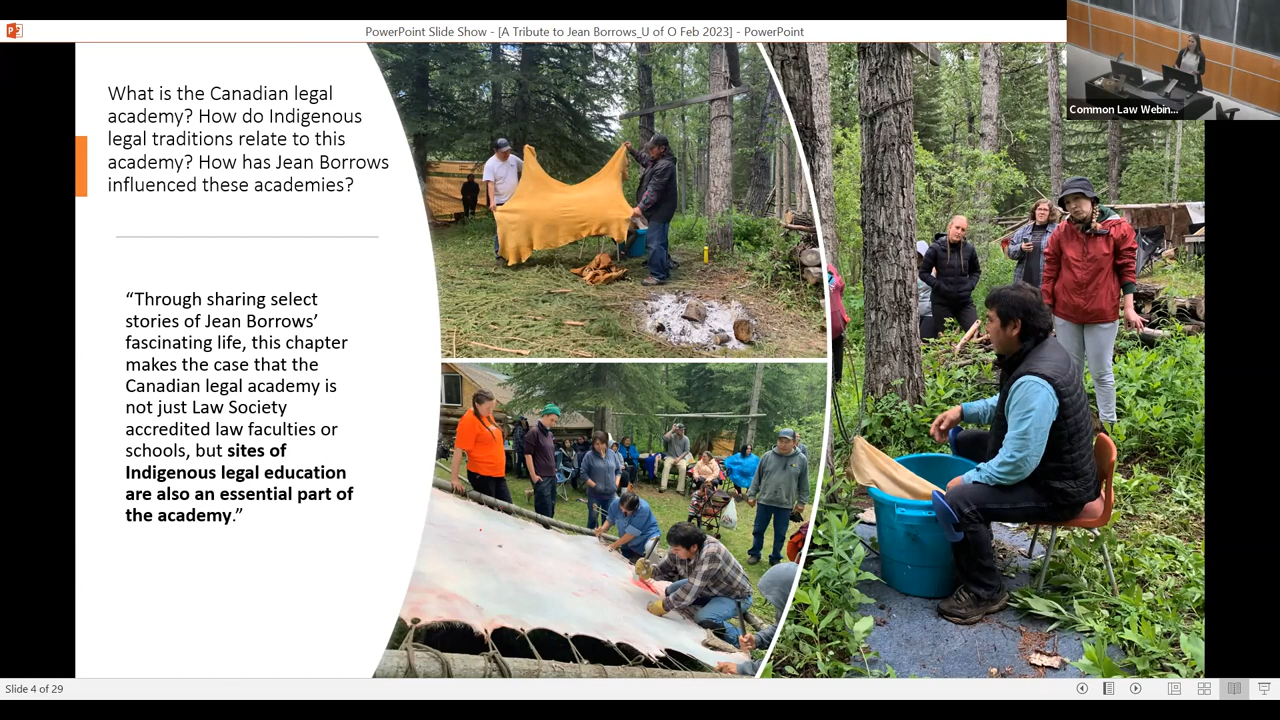 PowerPoint Slide Show - [A Tribute to Jean Borrows_U of O Feb 2023] - PowerPoint
Common Law Webin...
What is the Canadian legal
academy? How do Indigenous
legal traditions relate to this
academy? How has Jean Borrows
influenced these academies?
“Through sharing select
stories of Jean Borrows’
fascinating life, this chapter
makes the case that the
Canadian legal academy is
not just Law Society
accredited law faculties or
schools, but sites of
Indigenous legal education
are also an essential part of
the academy.”
Slide 4 of 29